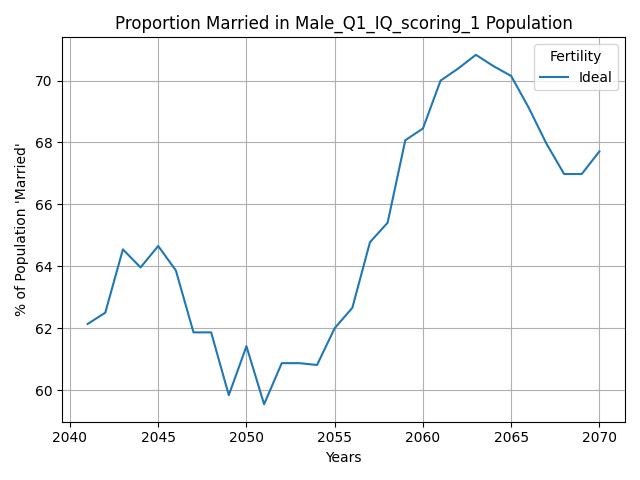 Proportion Married in Male_Q1_IQ_scoring_1 Population
Fertility
Ideal
% of Population 'Married'
70
68
66
64
62
60
2040
2045
2050
2055
2060
2065
2070
Years